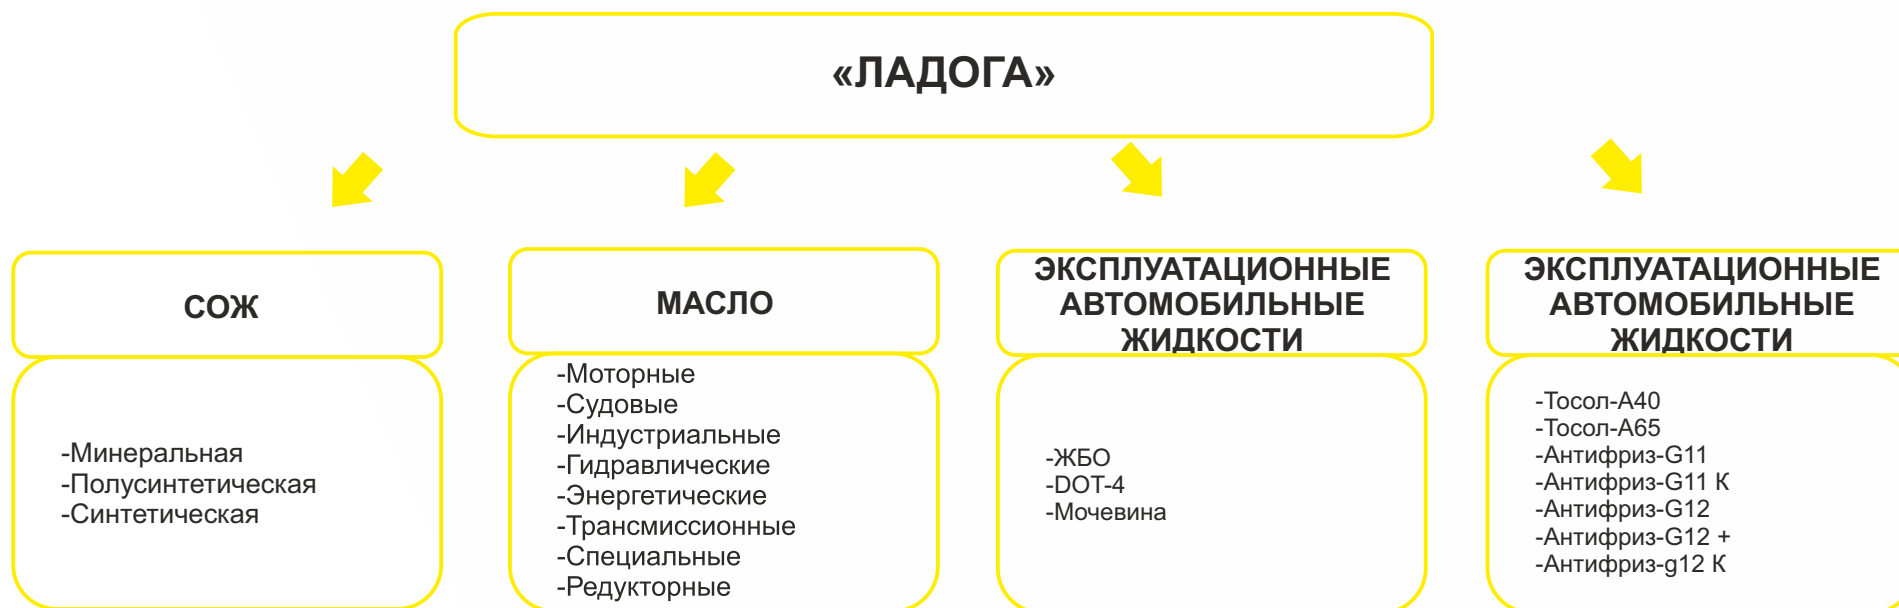 «ЛАДОГА»
СОЖ
-Минеральная
-Полусинтетическая
-Синтетическая
МАСЛО
-Моторные
-Судовые
-Индустриальные
-Гидравлические
-Энергетические
-Трансмиссионные
-Специальные
-Редукторные
ЭКСПЛУАТАЦИОННЫЕ
АВТОМОБИЛЬНЫЕ
ЖИДКОСТИ
-ЖБО
-DOT-4
-Мочевина
ЭКСПЛУАТАЦИОННЫЕ
АВТОМОБИЛЬНЫЕ
ЖИДКОСТИ
-Тосол-А40
-Тосол-А65
-Антифриз-G11
-Антифриз-G11 К
-Антифриз-G12
-Антифриз-G12 +
-Антифриз-g12 К